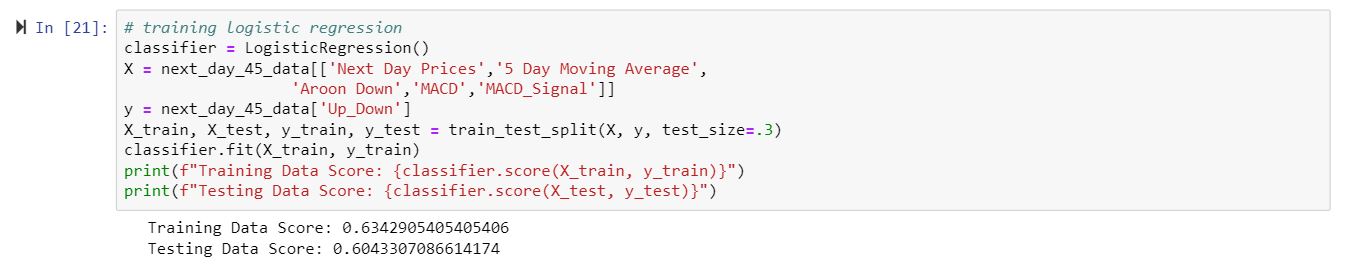 In [21]: # training logistic regression
classifier = LogisticRegression()
X = next_day_45_data[['Next Day Prices','5 Day Moving Average',
'Aroon Down','MACD','MACD_Signal']]
y = next_day_45_data['Up_Down']
X_train, X_test, y_train, y_test = train_test_split(X, y, test_size=.3)
classifier.fit(X_train, y_train)
print(f"Training Data Score: {classifier.score(X_train, y_train)}")
print(f"Testing Data Score: {classifier.score(X_test, y_test)}")
Training Data Score: 0.6342905405405406
Testing Data Score: 0.6043307086614174